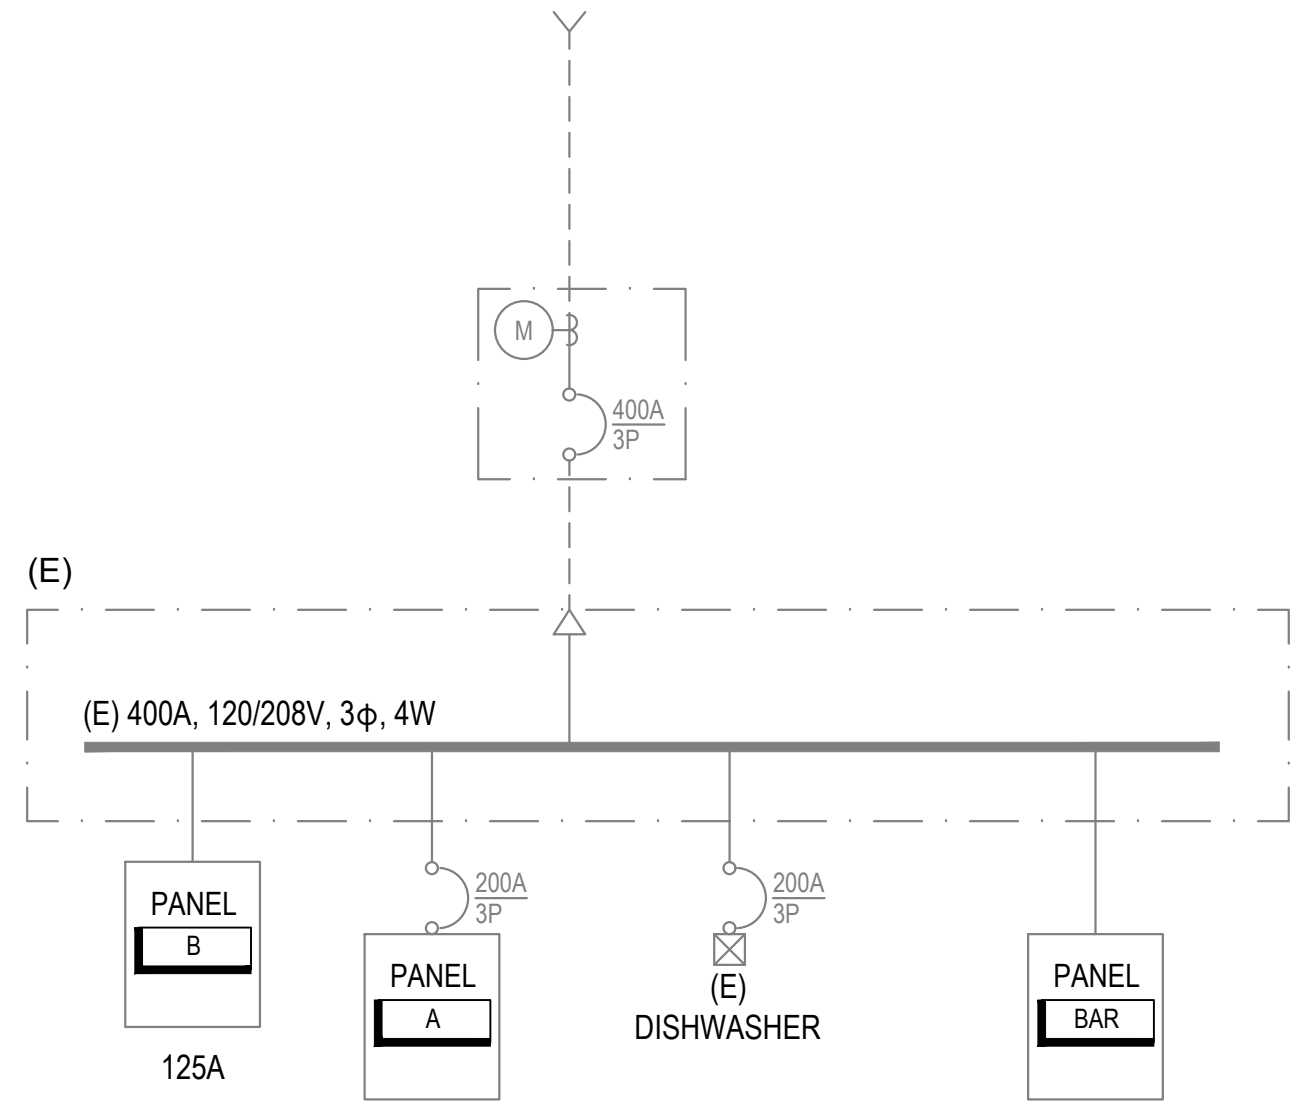 M
400A
3P
(E)
(E) 400A, 120/208V, 3ϕ, 4W
PANEL
B
125A
200A
3P
PANEL
A
200A
3P
(E)
DISHWASHER
PANEL
BAR